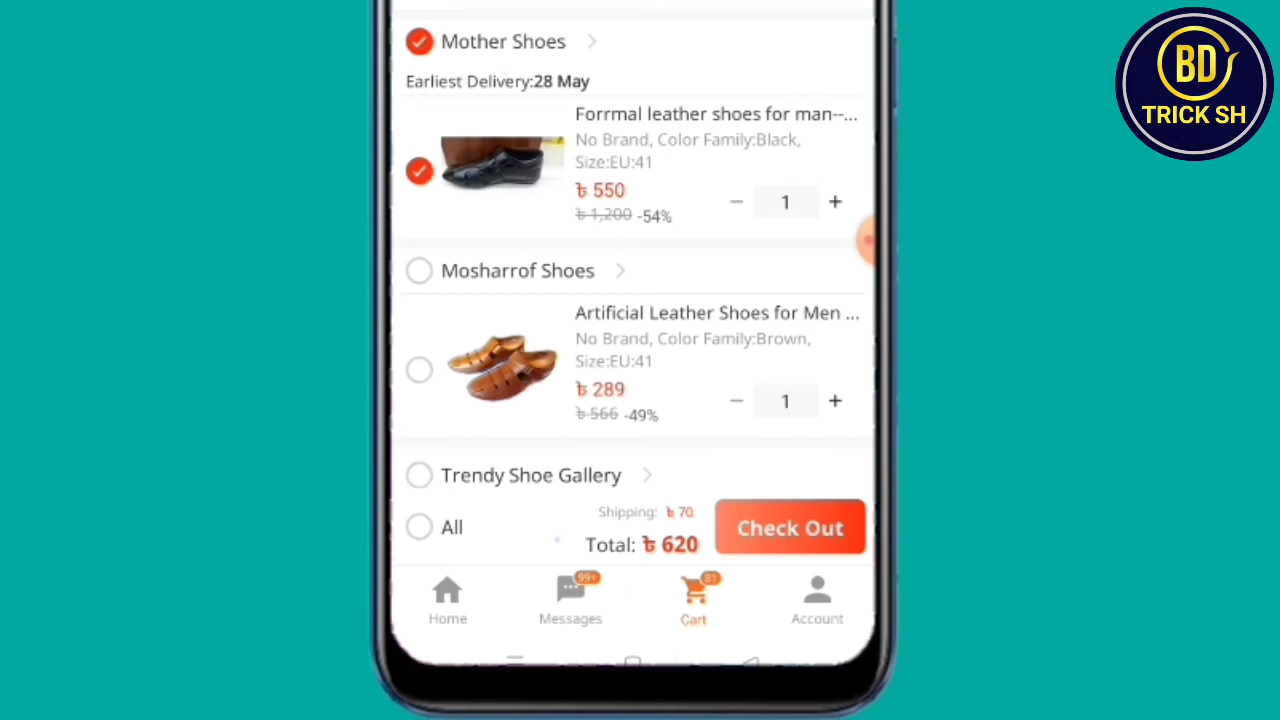 Mother Shoes
Earliest Delivery:28 May
Forrmal leather shoes for man--...
No Brand, Color Family:Black,
Size:EU:41
৳ 550
৳ 1,200 -54%
1
Mosharrof Shoes
Artificial Leather Shoes for Men ...
No Brand, Color Family:Brown,
Size:EU:41
৳ 289
৳ 566 -49%
1
Trendy Shoe Gallery
All
Shipping: ৳ 70
Total: ৳ 620
Check Out
99+
81
Home
Messages
Cart
Account
BD
TRICK SH